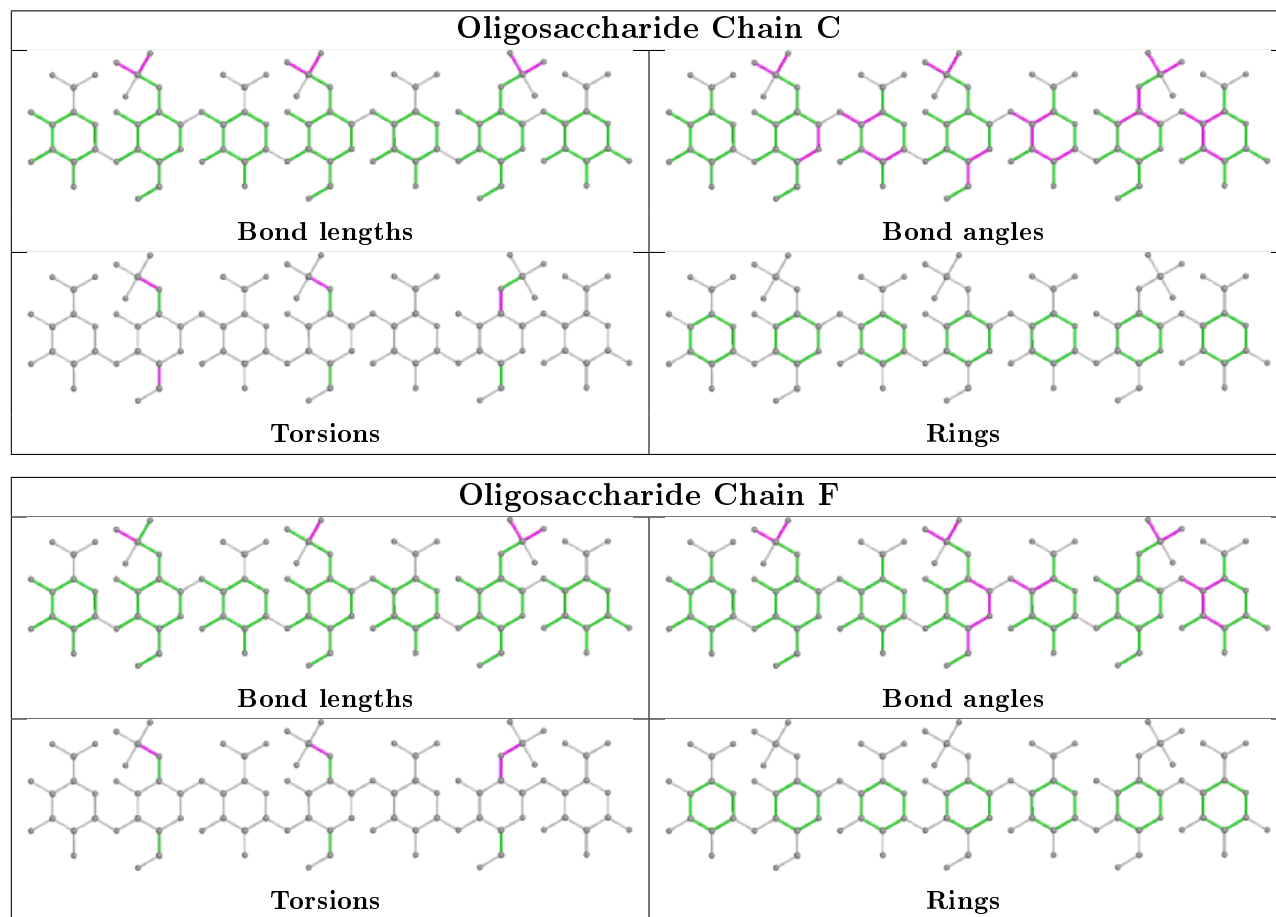 Oligosaccharide Chain C
Bond lengths
Bond angles
Torsions
Rings
Oligosaccharide Chain F
Bond lengths
Bond angles
Torsions
Rings